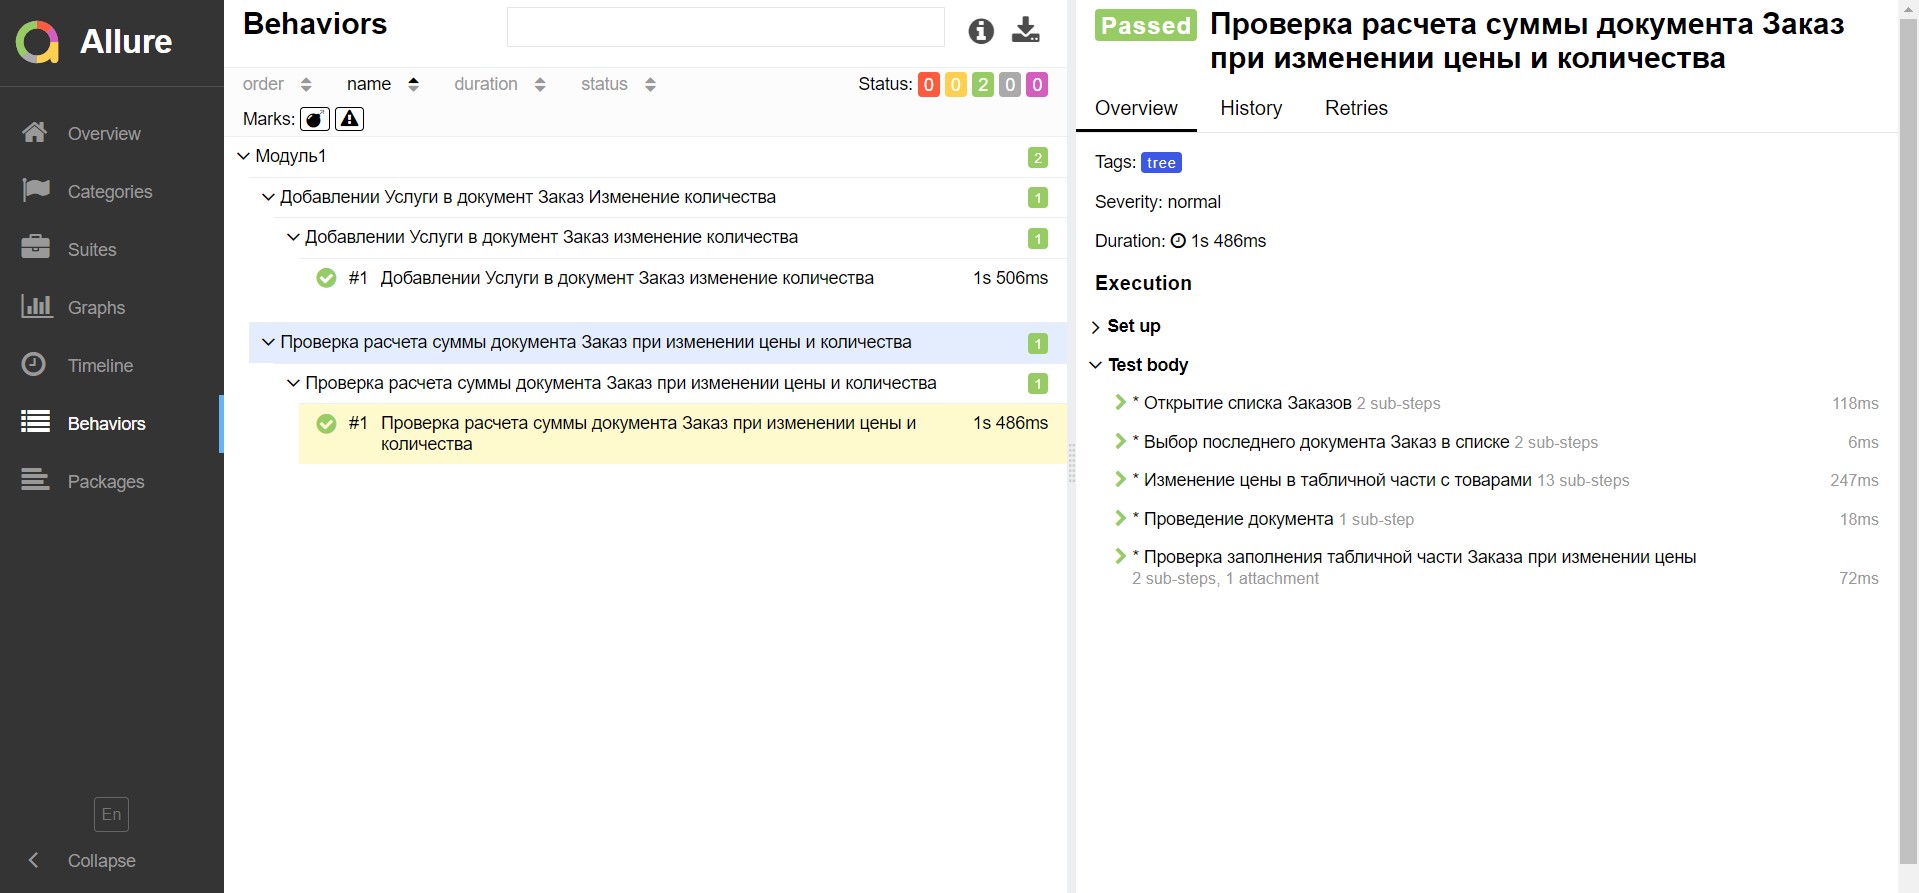 Allure
Overview
Categories
Suites
Graphs
Timeline
Behaviors
Packages
En
Collapse
Behaviors
order name duration status Status: 0 0 2 0 0
Marks:
Модуль1 2
Добавлении Услуги в документ Заказ Изменение количества 1
Добавлении Услуги в документ Заказ изменение количества 1
#1 Добавлении Услуги в документ Заказ изменение количества 1s 506ms
Проверка расчета суммы документа Заказ при изменении цены и количества 1
Проверка расчета суммы документа Заказ при изменении цены и количества 1
#1 Проверка расчета суммы документа Заказ при изменении цены и 1s 486ms
количества
Passed Проверка расчета суммы документа Заказ
при изменении цены и количества
Overview History Retries
Tags: tree
Severity: normal
Duration: 1s 486ms
Execution
Set up
Test body
* Открытие списка Заказов 2 sub-steps 118ms
* Выбор последнего документа Заказ в списке 2 sub-steps 6ms
* Изменение цены в табличной части с товарами 13 sub-steps 247ms
* Проведение документа 1 sub-step 18ms
* Проверка заполнения табличной части Заказа при изменении цены
2 sub-steps, 1 attachment 72ms